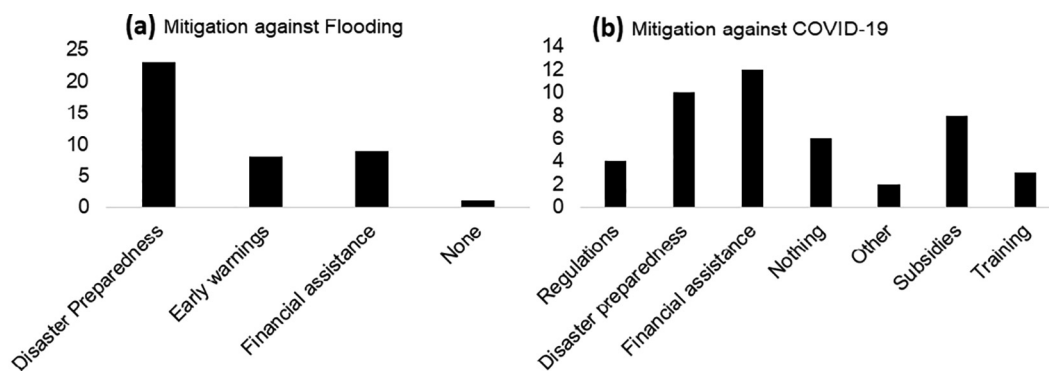 (a) Mitigation against Flooding
25
20
15
10
5
0
Disaster Preparedness
Early warnings
Financial assistance
None
(b) Mitigation against COVID-19
14
12
10
8
6
4
2
0
Regulations
Disaster preparedness
Financial assistance
Nothing
Other
Subsidies
Training